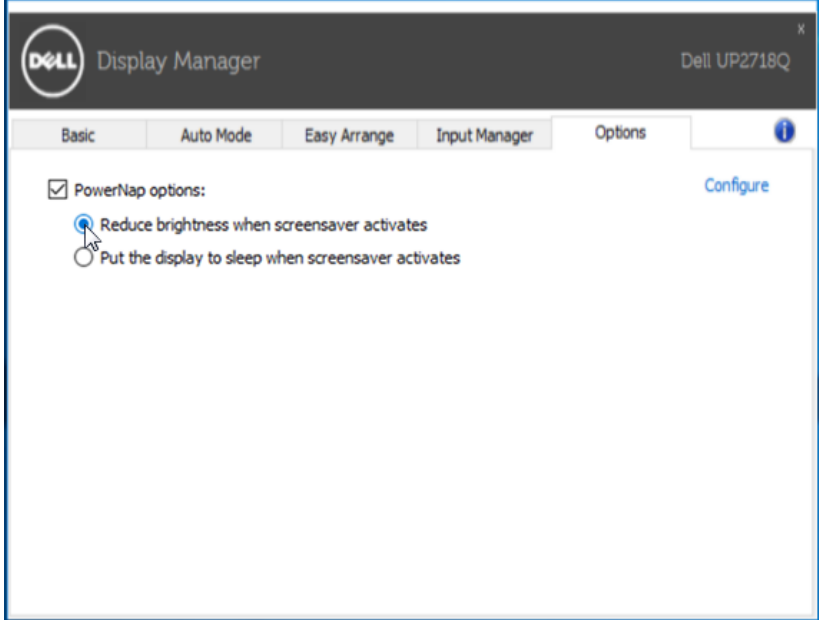 x
DELL Display Manager Dell UP2718Q
Basic Auto Mode Easy Arrange Input Manager Options i
PowerNap options: Configure
Reduce brightness when screensaver activates
Put the display to sleep when screensaver activates